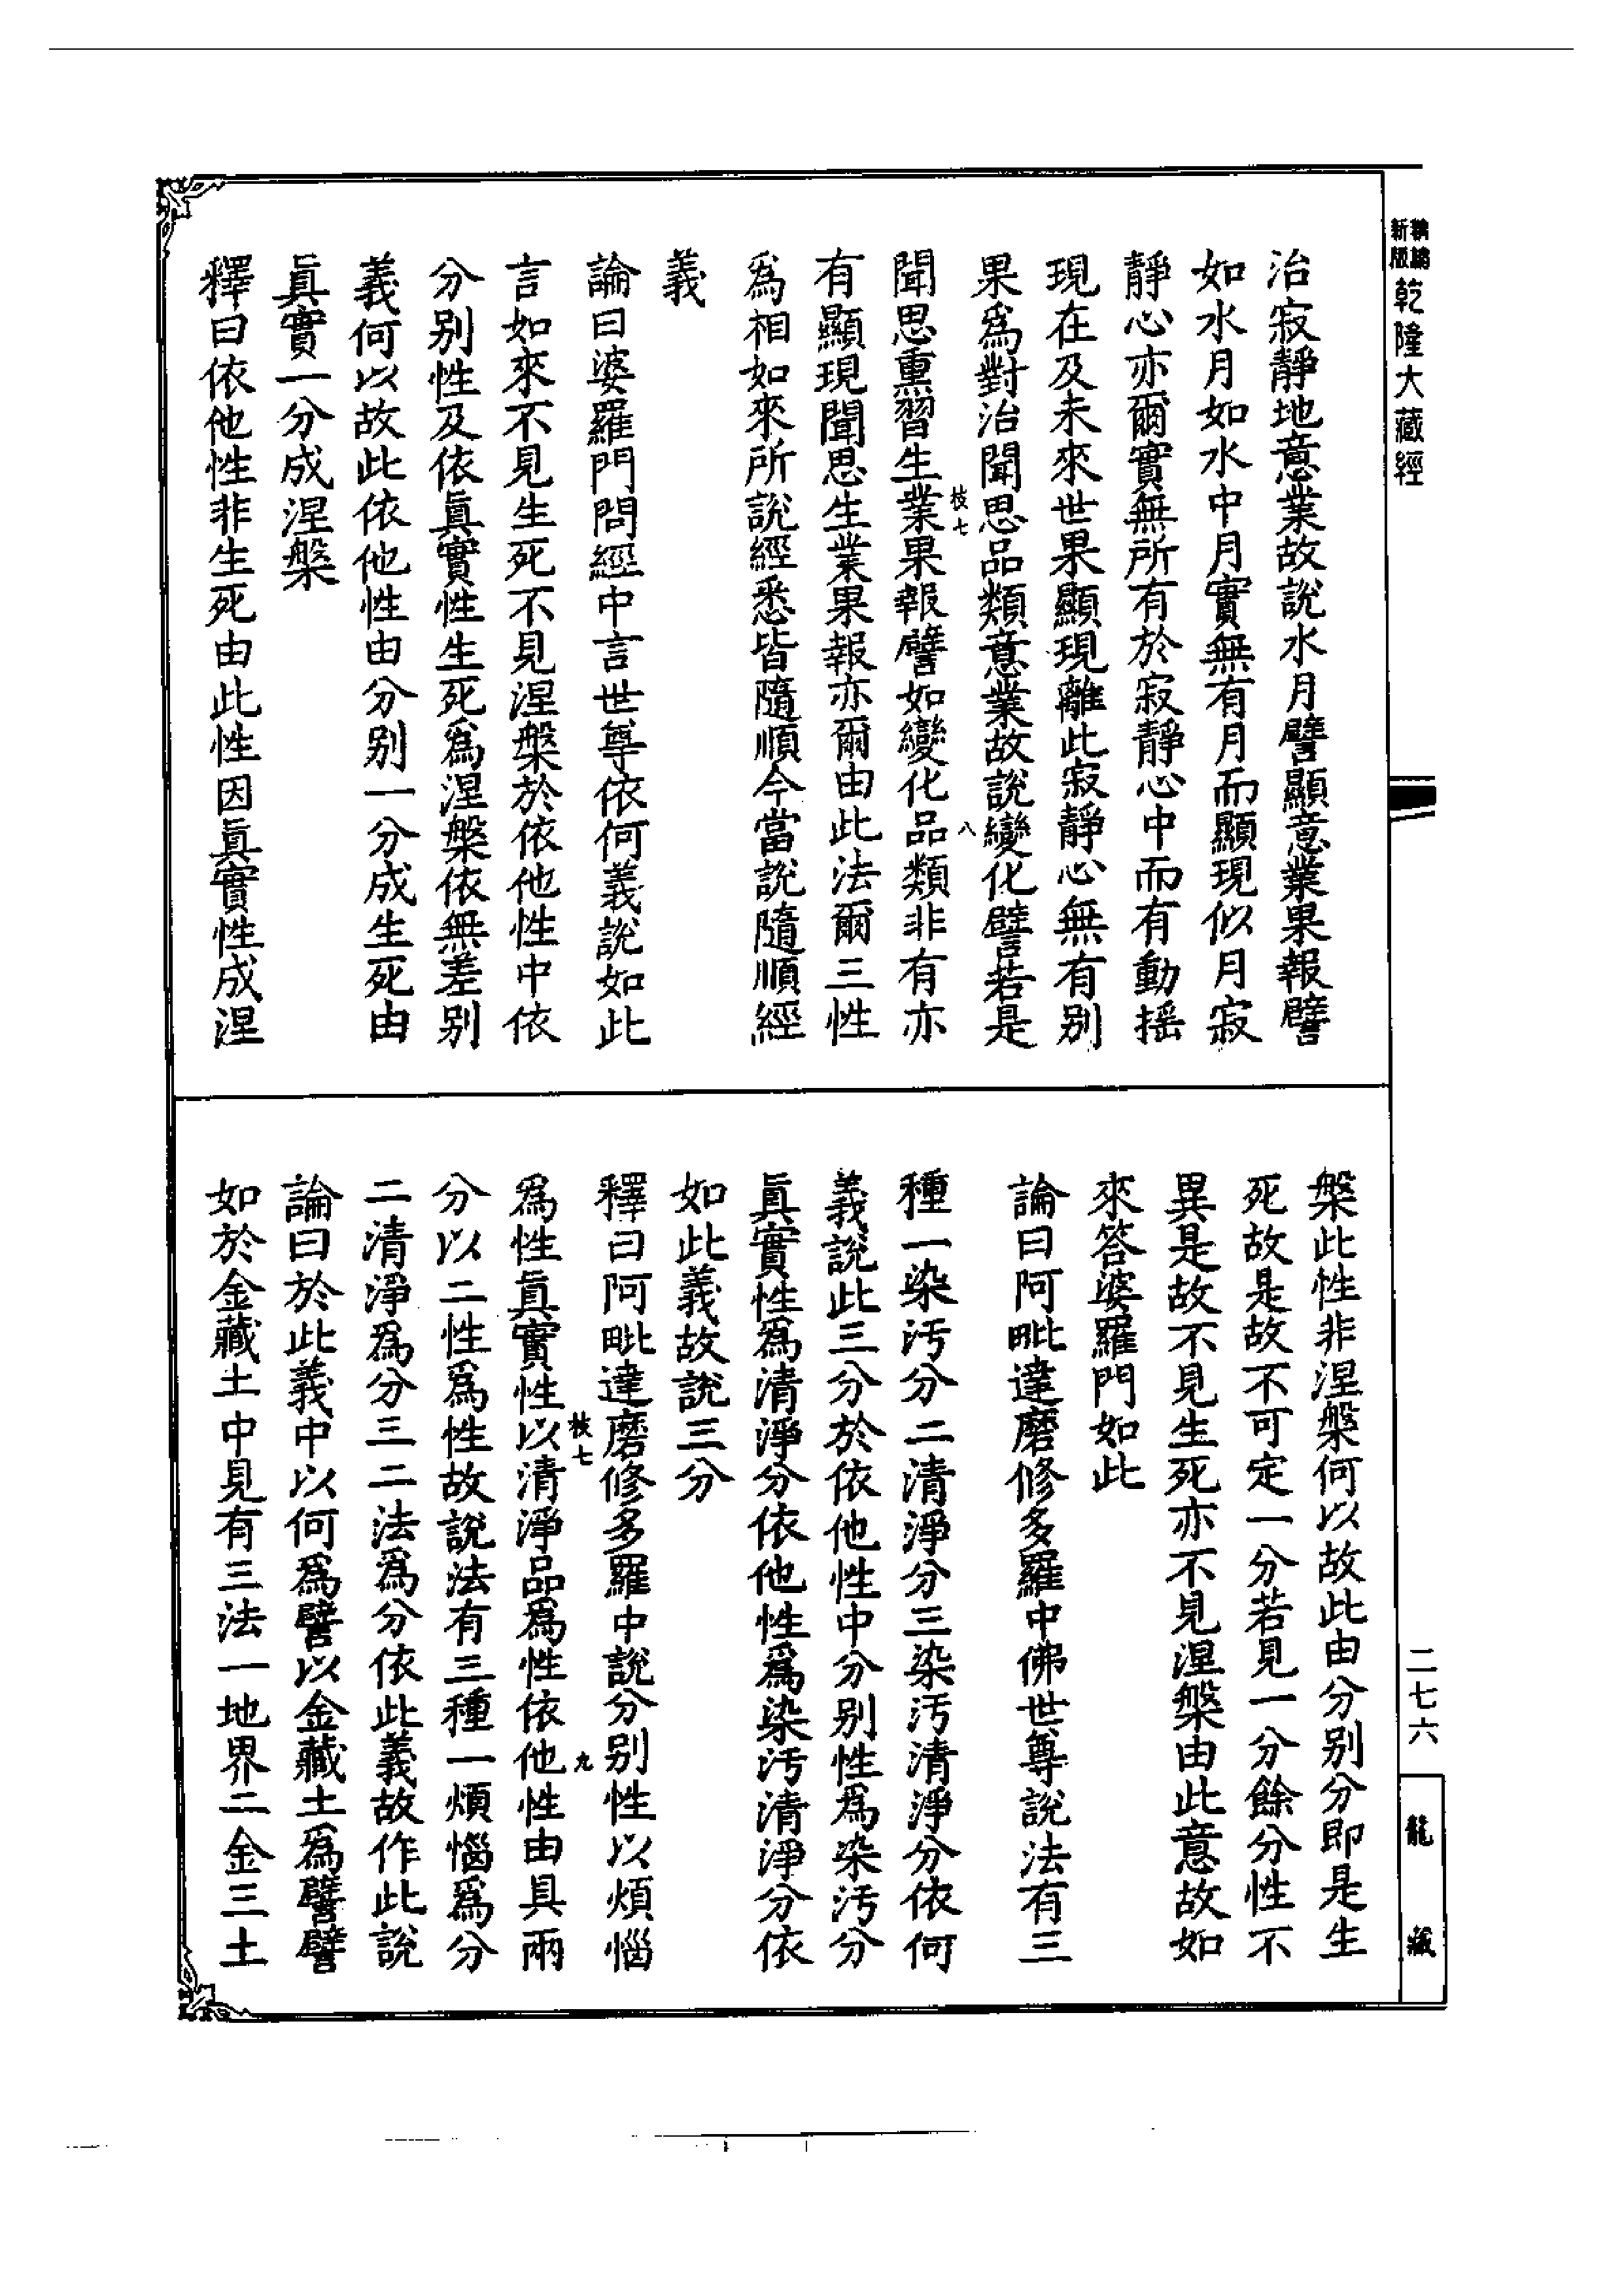 新版
乾隆大藏經
治寂靜地意業故說水月譬顯意業果報譬
如水月如水中月實無有月而顯現似月寂
靜心亦爾實無所有於寂靜心中而有動搖
現在及未來世果顯現離此寂靜心無有別
果爲對治聞思品類意業故說變化譬若是
聞思熏習生業果報譬如變化品類非有亦
枝七
八
有顯現聞思生業果報亦爾由此法爾三性
爲相如來所說經悉皆隨順今當說隨順經
義
論曰婆羅門問經中言世尊依何義說如此
言如來不見生死不見涅槃於依他性中依
分別性及依眞實性生死爲涅槃依無差別
義何以故此依他性由分別一分成生死由
眞實一分成涅槃
釋曰依他性非生死由此性因眞實性成涅
槃此性非涅槃何以故此由分別分即是生
死故是故不可定一分若見一分餘分性不
異是故不見生死亦不見涅槃由此意故如
來答婆羅門如此
論曰阿毗達磨修多羅中佛世尊說法有三
種一染汚分二清淨分三染汚清淨分依何
義說此三分於依他性中分別性爲染汚分
眞實性爲清淨分依他性爲染汚清淨分依
如此義故說三分
釋曰阿毗達磨修多羅中說分別性以煩惱
枝七
九
爲性眞實性以清淨品爲性依他性由具兩
分以二性爲性故說法有三種一煩惱爲分
二清淨爲分三二法爲分依此義故作此說
論曰於此義中以何爲譬以金藏土爲譬譬
如於金藏土中見有三法一地界二金三土
二七六
龍藏